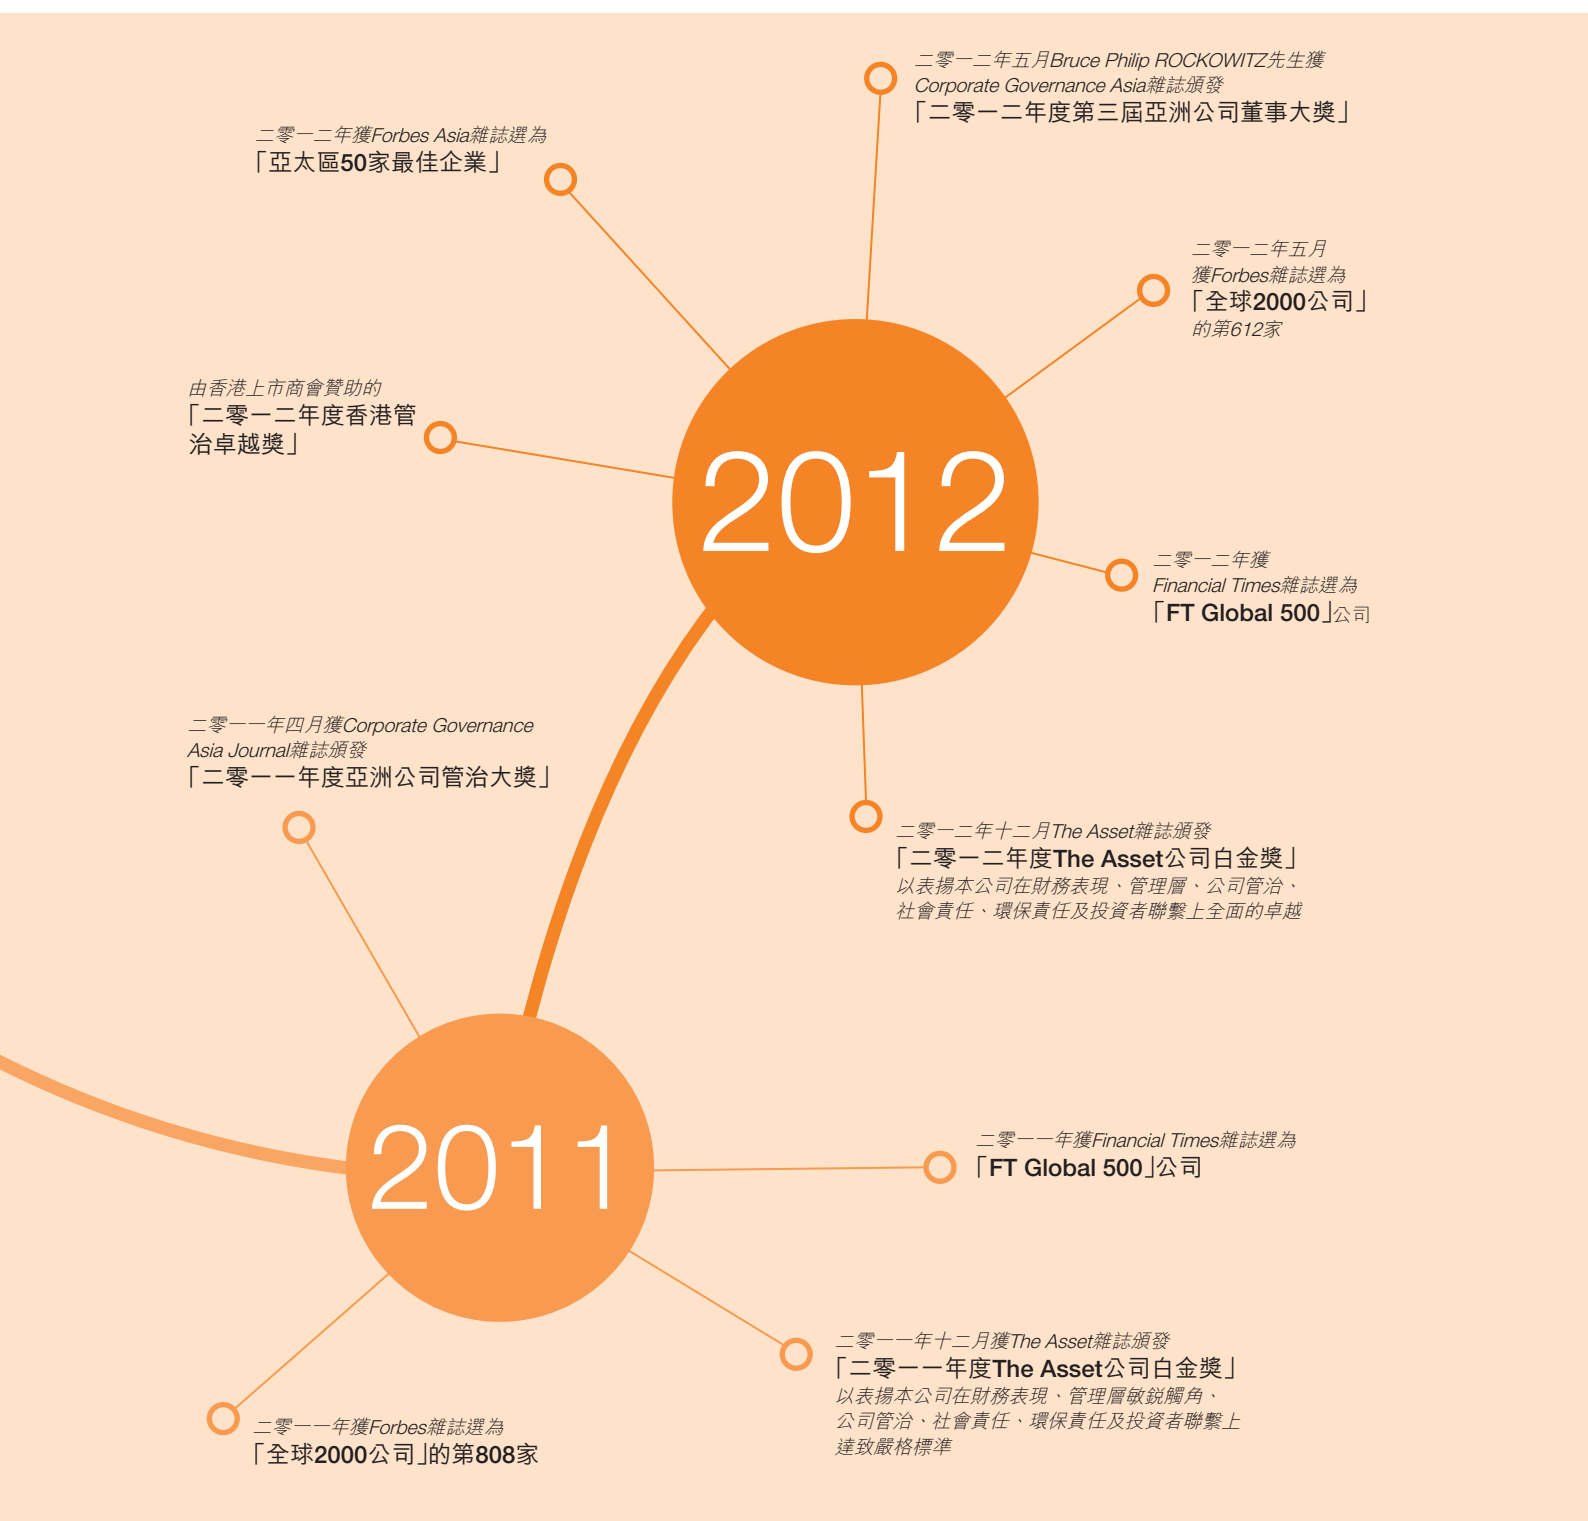 二零一二年五月Bruce Philip ROCKOWITZ先生獲
Corporate Governance Asia雜誌頒發
「二零一二年度第三屆亞洲公司董事大獎」
二零一二年獲Forbes Asia雜誌選為
「亞太區50家最佳企業」
二零一二年五月
獲Forbes雜誌選為
「全球2000公司」
的第612家
由香港上市商會贊助的
「二零一二年度香港管
治卓越獎」
2012
二零一二年獲
Financial Times雜誌選為
「FT Global 500」公司
二零一一年四月獲Corporate Governance
Asia Journal雜誌頒發
「二零一一年度亞洲公司管治大獎」
二零一二年十二月The Asset雜誌頒發
「二零一二年度The Asset公司白金獎」
以表揚本公司在財務表現、管理層、公司管治、
社會責任、環保責任及投資者聯繫上全面的卓越
2011
二零一一年獲Financial Times雜誌選為
「FT Global 500」公司
二零一一年十二月獲The Asset雜誌頒發
「二零一一年度The Asset公司白金獎」
以表揚本公司在財務表現、管理層敏鋭觸角、
公司管治、社會責任、環保責任及投資者聯繫上
達致嚴格標準
二零一一年獲Forbes雜誌選為
「全球2000公司」的第808家